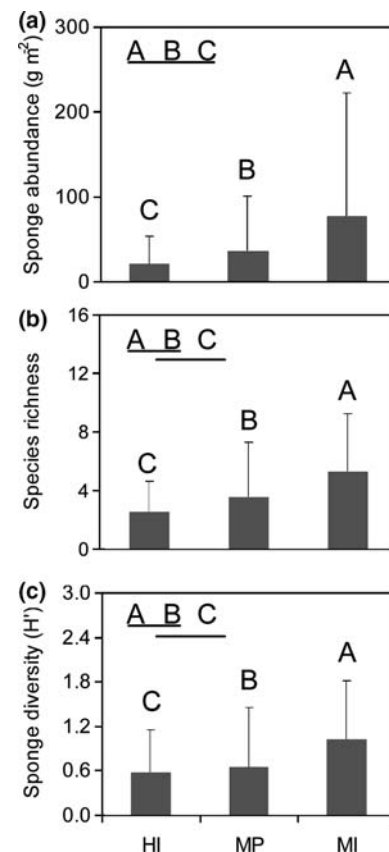 (a)
Sponge abundance (g m⁻²)
300
200
100
0
A B C
C
B
A
(b)
Species richness
16
12
8
4
0
A B C
C
B
A
(c)
Sponge diversity (H')
3.0
2.4
1.8
1.2
0.6
0.0
A B C
C
B
A
HI MP MI